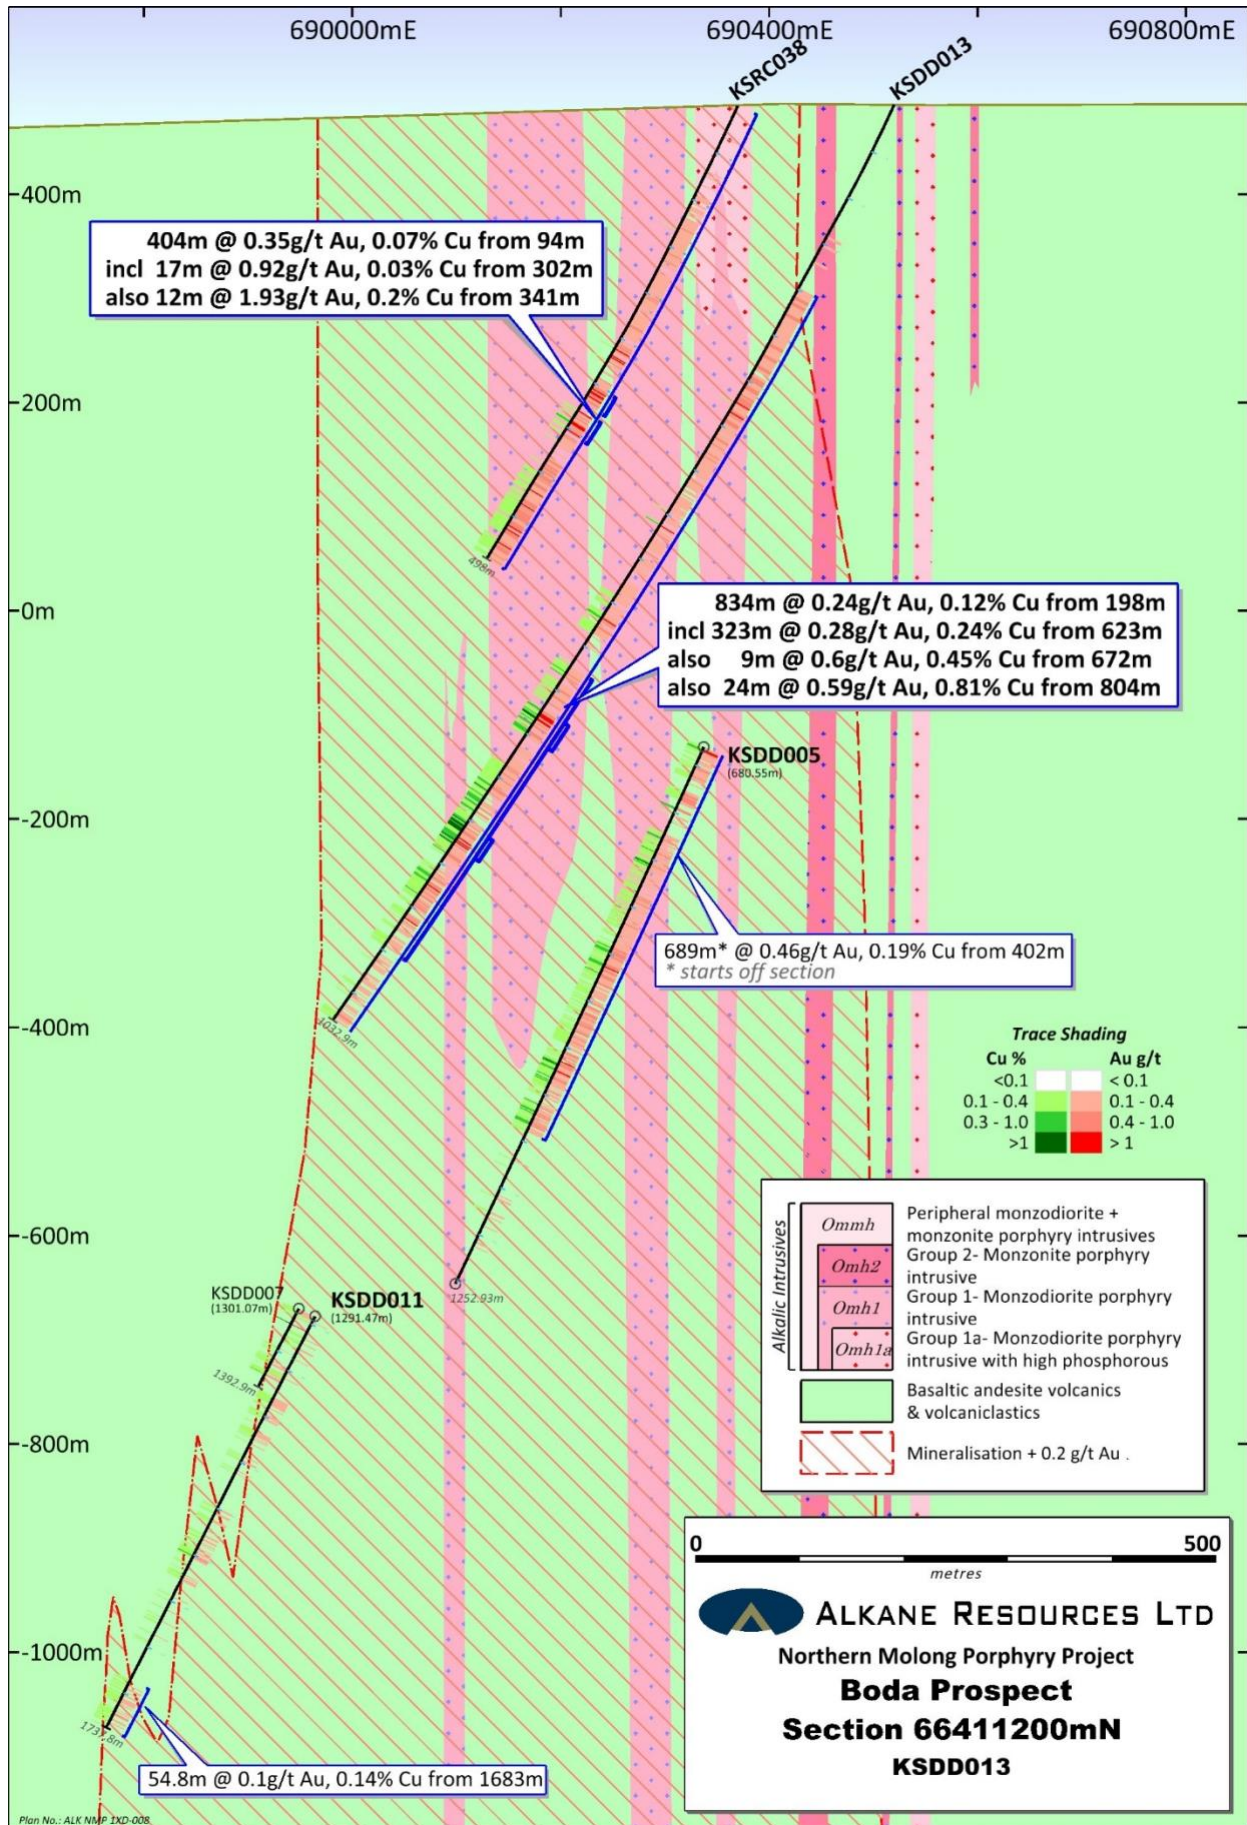 690000mE
690400mE
690800mE
KSRC038
KSDD013
400m
404m @ 0.35g/t Au, 0.07% Cu from 94m
incl 17m @ 0.92g/t Au, 0.03% Cu from 302m
also 12m @ 1.93g/t Au, 0.2% Cu from 341m
200m
498m
0m
834m @ 0.24g/t Au, 0.12% Cu from 198m
incl 323m @ 0.28g/t Au, 0.24% Cu from 623m
also 9m @ 0.6g/t Au, 0.45% Cu from 672m
also 24m @ 0.59g/t Au, 0.81% Cu from 804m
KSDD005
(680.55m)
-200m
689m* @ 0.46g/t Au, 0.19% Cu from 402m
* starts off section
-400m
1032.9m
Trace Shading
Cu % Au g/t
<0.1 < 0.1
0.1 - 0.4 0.1 - 0.4
0.3 - 1.0 0.4 - 1.0
>1 > 1
-600m
1252.93m
KSDD007
(1301.07m)
KSDD011
(1291.47m)
1392.9m
Alkalic Intrusives
Ommh Peripheral monzodiorite +
monzonite porphyry intrusives
Omh2 Group 2- Monzonite porphyry
intrusive
Omh1 Group 1- Monzodiorite porphyry
intrusive
Omh1a Group 1a- Monzodiorite porphyry
intrusive with high phosphorous
Basaltic andesite volcanics
& volcaniclastics
Mineralisation + 0.2 g/t Au .
-800m
0 500
metres
ALKANE RESOURCES LTD
Northern Molong Porphyry Project
Boda Prospect
Section 66411200mN
KSDD013
-1000m
54.8m @ 0.1g/t Au, 0.14% Cu from 1683m
Plan No.: ALK NMP 1XD-008